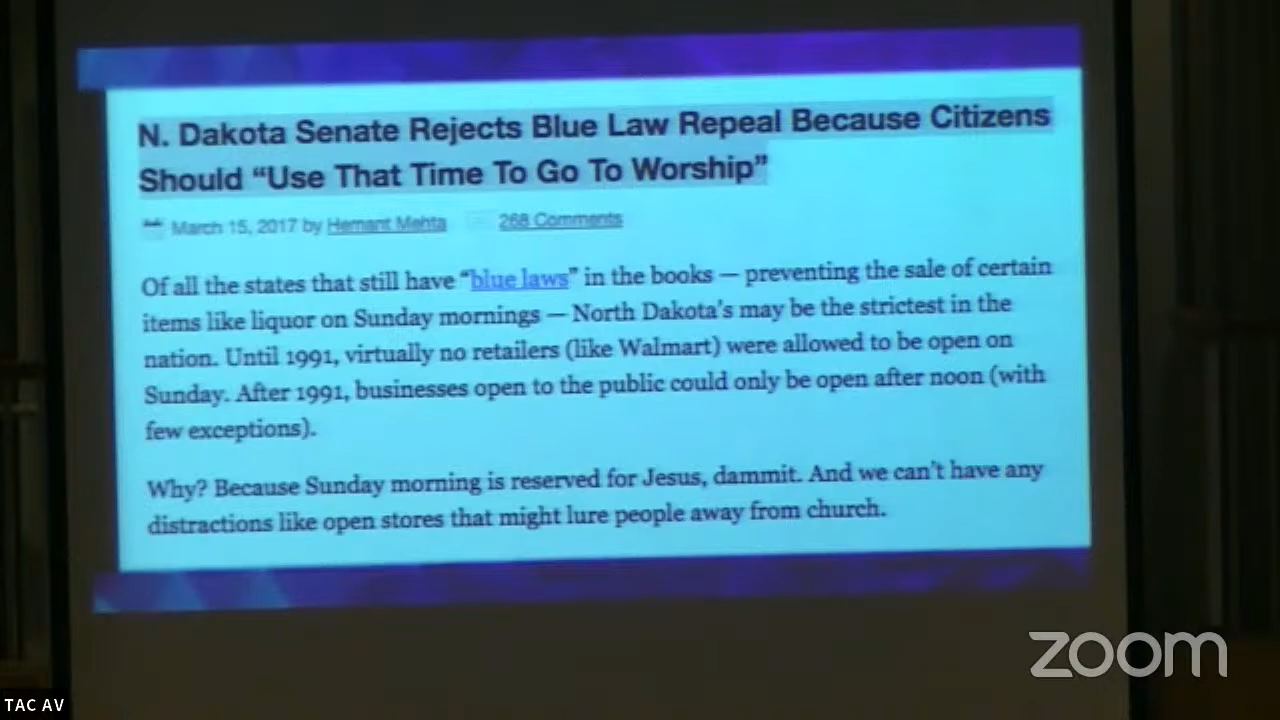 N. Dakota Senate Rejects Blue Law Repeal Because Citizens
Should “Use That Time To Go To Worship”
March 15, 2017 by Hemant Mehta 268 Comments
Of all the states that still have “blue laws” in the books — preventing the sale of certain
items like liquor on Sunday mornings — North Dakota’s may be the strictest in the
nation. Until 1991, virtually no retailers (like Walmart) were allowed to be open on
Sunday. After 1991, businesses open to the public could only be open after noon (with
few exceptions).
Why? Because Sunday morning is reserved for Jesus, dammit. And we can’t have any
distractions like open stores that might lure people away from church.
zoom
TAC AV